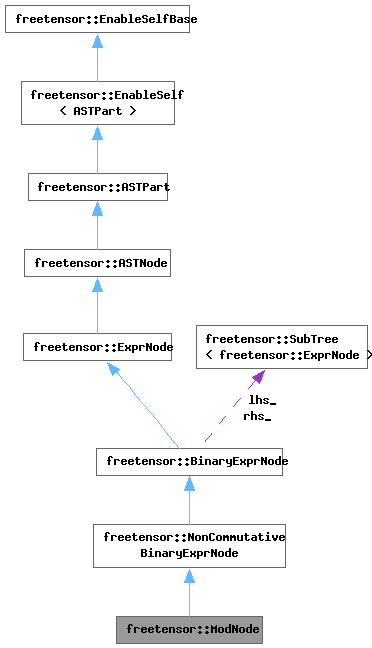 freetensor::EnableSelfBase
freetensor::EnableSelf
< ASTPart >
freetensor::ASTPart
freetensor::ASTNode
freetensor::ExprNode
freetensor::SubTree
< freetensor::ExprNode >
lhs_
rhs_
freetensor::BinaryExprNode
freetensor::NonCommutative
BinaryExprNode
freetensor::ModNode